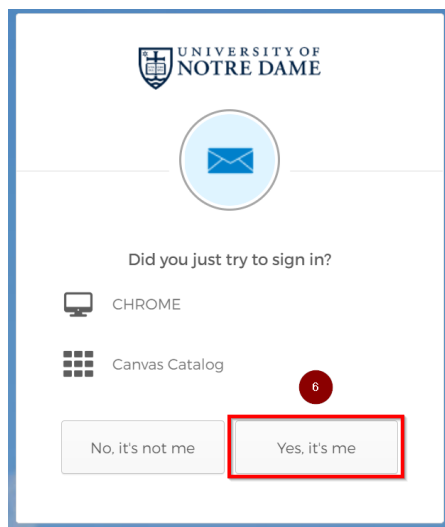 UNIVERSITY OF
NOTRE DAME
Did you just try to sign in?
CHROME
Canvas Catalog
6
No, it's not me
Yes, it's me